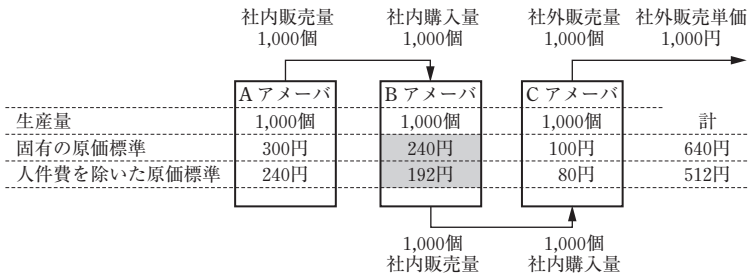 社内販売量 社内購入量 社外販売量 社外販売単価
1,000個 1,000個 1,000個 1,000円
Aアメーバ Bアメーバ Cアメーバ
生産量 1,000個 1,000個 1,000個 計
固有の原価標準 300円 240円 100円 640円
人件費を除いた原価標準 240円 192円 80円 512円
1,000個 1,000個
社内販売量 社内購入量